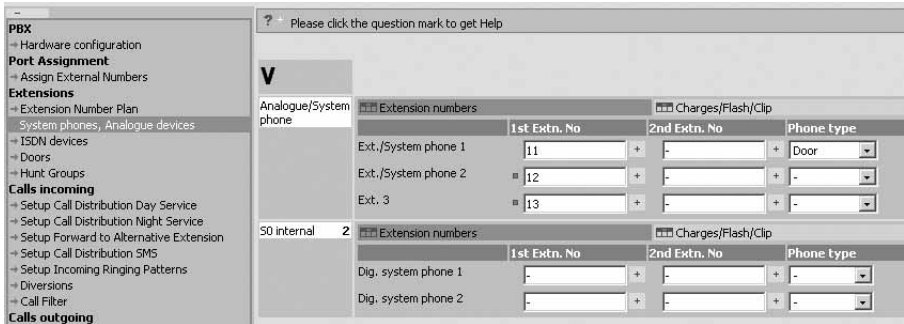 PBX
Hardware configuration
Port Assignment
Assign External Numbers
Extensions
Extension Number Plan
System phones, Analogue devices
ISDN devices
Doors
Hunt Groups
Calls incoming
Setup Call Distribution Day Service
Setup Call Distribution Night Service
Setup Forward to Alternative Extension
Setup Call Distribution SMS
Setup Incoming Ringing Patterns
Diversions
Call Filter
Calls outgoing
? Please click the question mark to get Help
V
Analogue/System phone
Extension numbers Charges/Flash/Clip
1st Extn. No 2nd Extn. No Phone type
Ext./System phone 1 11 + - + Door
Ext./System phone 2 12 + - + -
Ext. 3 13 + - + -
S0 internal 2 Extension numbers Charges/Flash/Clip
1st Extn. No 2nd Extn. No Phone type
Dig. system phone 1 - + - + -
Dig. system phone 2 - + - + -